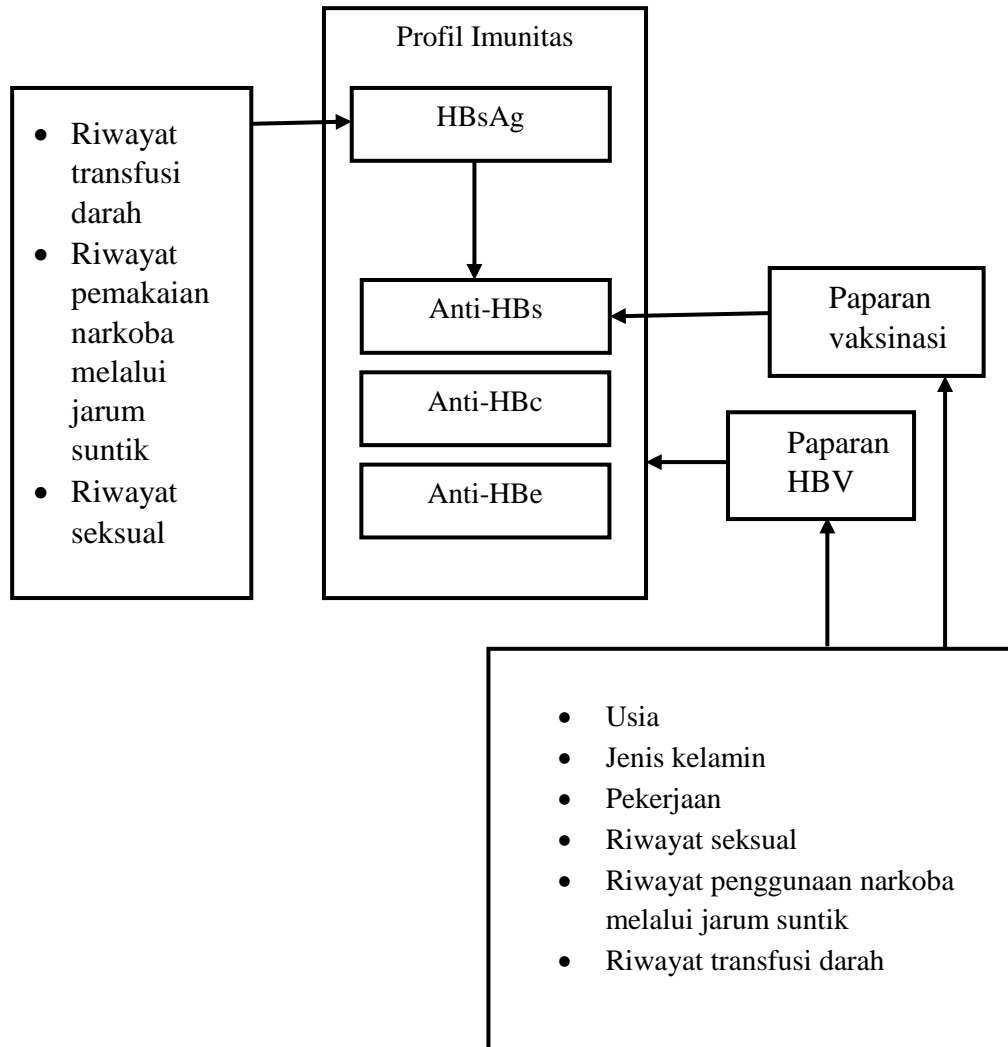 Profil Imunitas
• Riwayat
transfusi
darah
• Riwayat
pemakaian
narkoba
melalui
jarum
suntik
• Riwayat
seksual
HBsAg
Anti-HBs
Anti-HBc
Anti-HBe
Paparan
vaksinasi
Paparan
HBV
• Usia
• Jenis kelamin
• Pekerjaan
• Riwayat seksual
• Riwayat penggunaan narkoba
melalui jarum suntik
• Riwayat transfusi darah